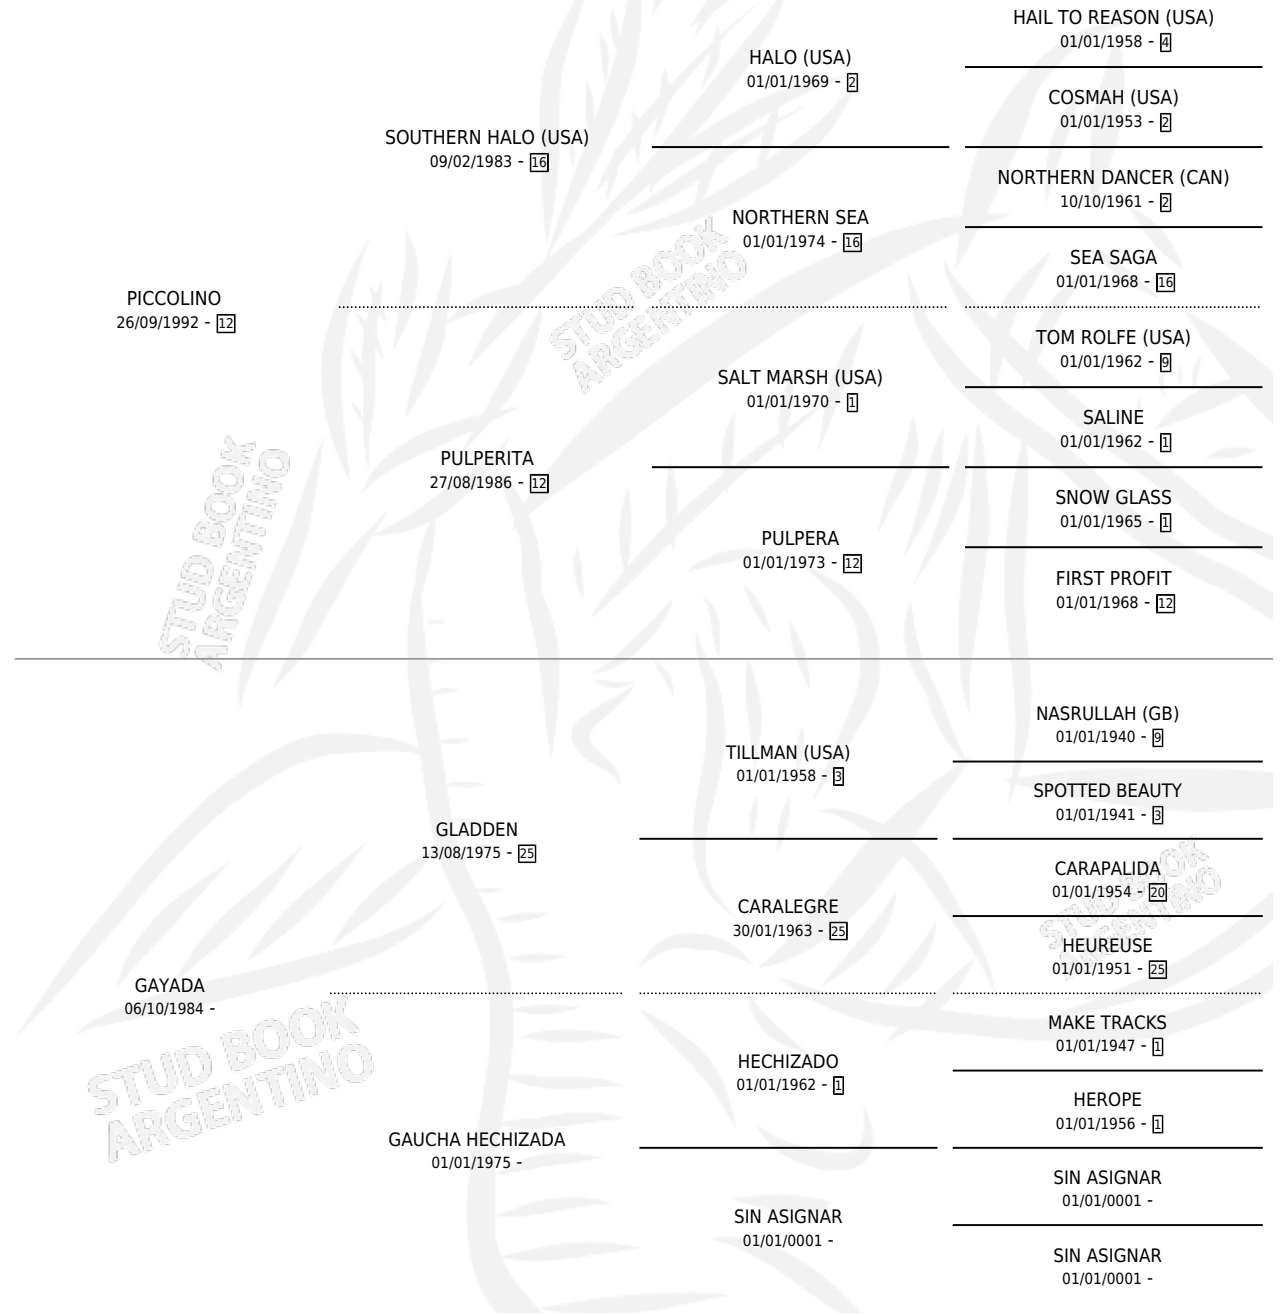 HAIL TO REASON (USA)
01/01/1958 - 4
HALO (USA)
01/01/1969 - 2
COSMAH (USA)
01/01/1953 - 2
SOUTHERN HALO (USA)
09/02/1983 - 16
NORTHERN DANCER (CAN)
10/10/1961 - 2
NORTHERN SEA
01/01/1974 - 16
SEA SAGA
01/01/1968 - 16
PICCOLINO
26/09/1992 - 12
TOM ROLFE (USA)
01/01/1962 - 9
SALT MARSH (USA)
01/01/1970 - 1
SALINE
01/01/1962 - 1
PULPERITA
27/08/1986 - 12
SNOW GLASS
01/01/1965 - 1
PULPERA
01/01/1973 - 12
FIRST PROFIT
01/01/1968 - 12
NASRULLAH (GB)
01/01/1940 - 9
TILLMAN (USA)
01/01/1958 - 3
SPOTTED BEAUTY
01/01/1941 - 3
GLADDEN
13/08/1975 - 25
CARAPALIDA
01/01/1954 - 20
CARALEGRE
30/01/1963 - 25
HEUREUSE
01/01/1951 - 25
GAYADA
06/10/1984 -
MAKE TRACKS
01/01/1947 - 1
HECHIZADO
01/01/1962 - 1
HEROPE
01/01/1956 - 1
GAUCHA HECHIZADA
01/01/1975 -
SIN ASIGNAR
01/01/0001 -
SIN ASIGNAR
01/01/0001 -
SIN ASIGNAR
01/01/0001 -
STUD BOOK
ARGENTINO
STUD BOOK
ARGENTINO
STUD BOOK
ARGENTINO
STUD BOOK
ARGENTINO